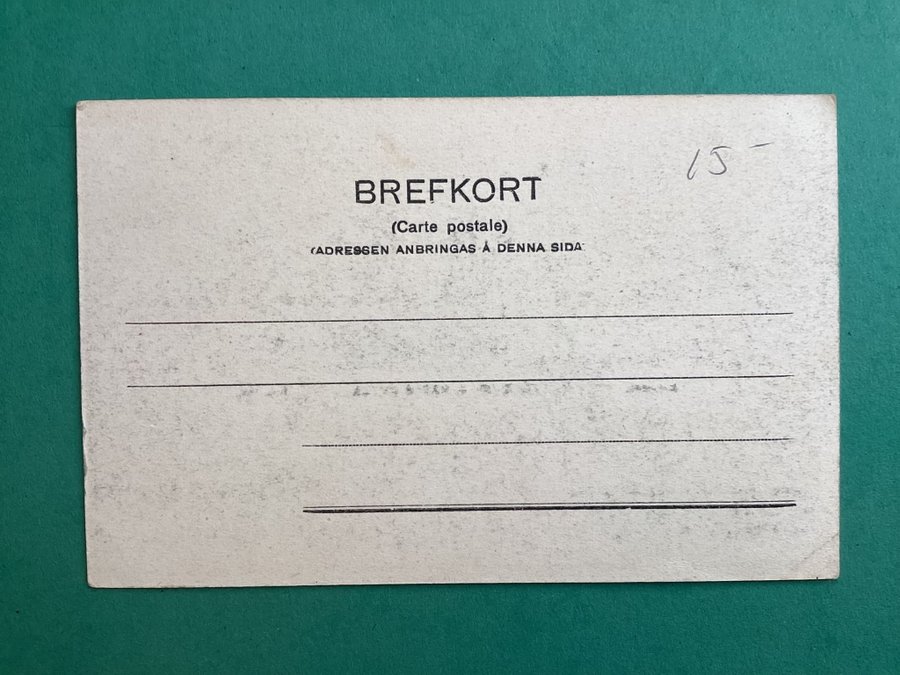 15 -
BREFKORT
(Carte postale)
(ADRESSEN ANBRINGAS Å DENNA SIDA